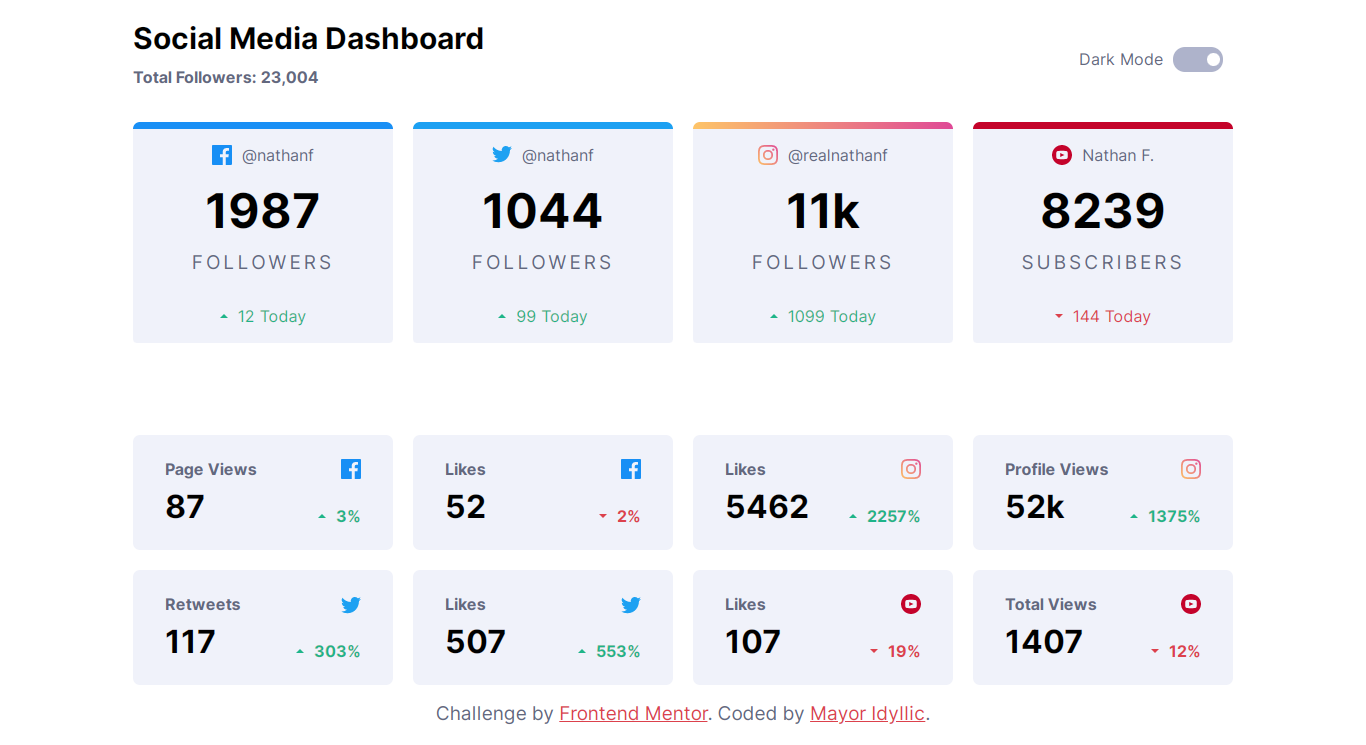 Social Media Dashboard
Total Followers: 23,004
Dark Mode
@nathanf
1987
FOLLOWERS
12 Today
@nathanf
1044
FOLLOWERS
99 Today
@realnathanf
11k
FOLLOWERS
1099 Today
Nathan F.
8239
SUBSCRIBERS
144 Today
Page Views
87
3%
Likes
52
2%
Likes
5462
2257%
Profile Views
52k
1375%
Retweets
117
303%
Likes
507
553%
Likes
107
19%
Total Views
1407
12%
Challenge by Frontend Mentor. Coded by Mayor Idyllic.